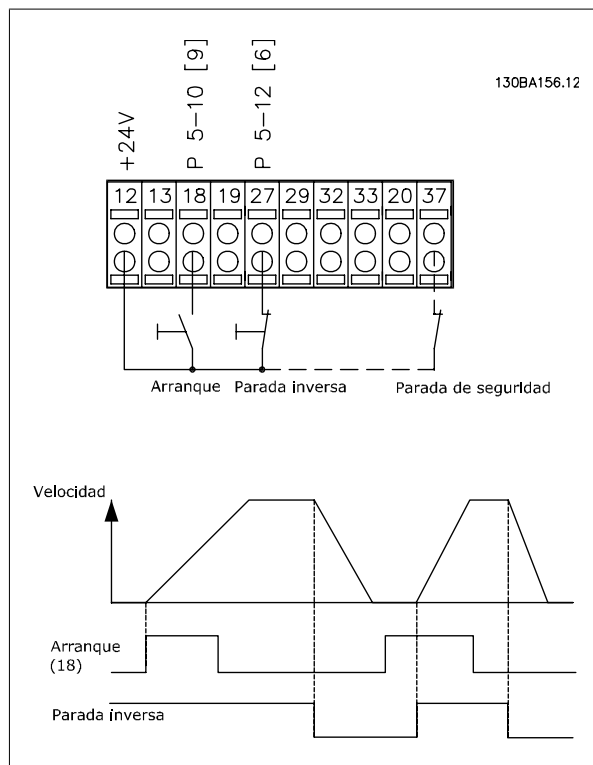 130BA156.12
+24V
P 5-10 [9]
P 5-12 [6]
12 13 18 19 27 29 32 33 20 37
Arranque Parada inversa Parada de seguridad
Velocidad
Arranque
(18)
Parada inversa